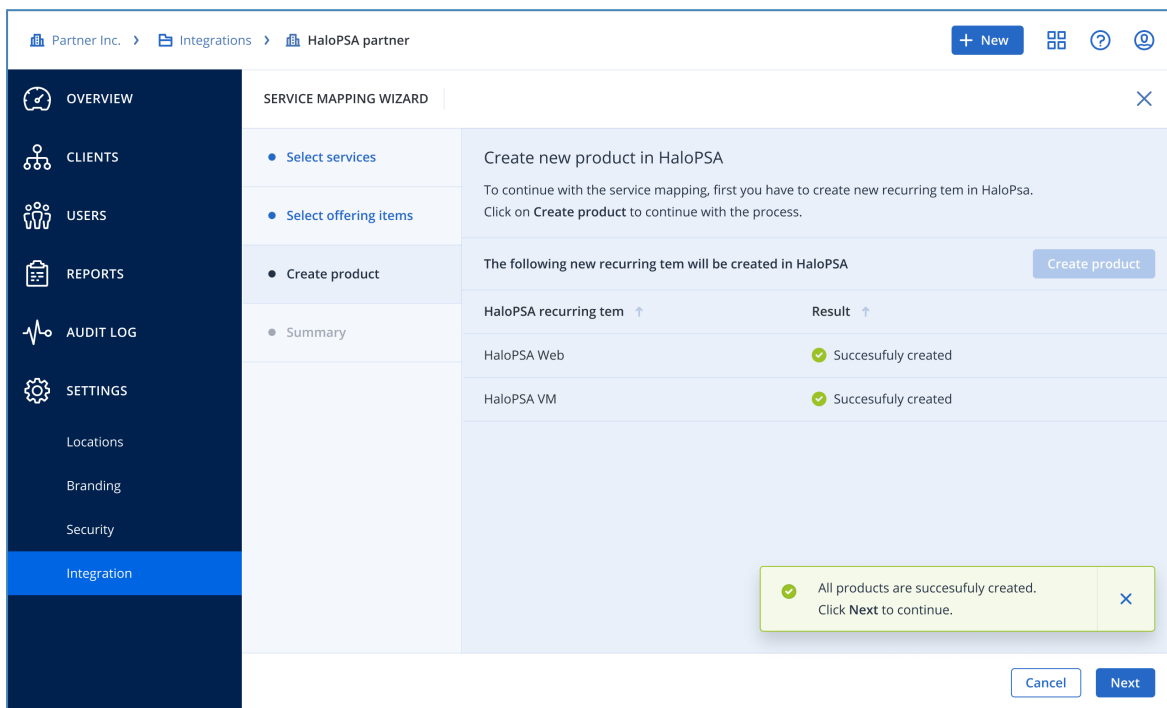 Partner Inc. > Integrations > HaloPSA partner
+ New
OVERVIEW
CLIENTS
USERS
REPORTS
AUDIT LOG
SETTINGS
Locations
Branding
Security
Integration
SERVICE MAPPING WIZARD
Select services
Select offering items
Create product
Summary
Create new product in HaloPSA
To continue with the service mapping, first you have to create new recurring tem in HaloPsa.
Click on Create product to continue with the process.
The following new recurring tem will be created in HaloPSA
Create product
HaloPSA recurring tem ↑ Result ↑
HaloPSA Web Succesufuly created
HaloPSA VM Succesufuly created
All products are succesufuly created.
Click Next to continue.
Cancel
Next